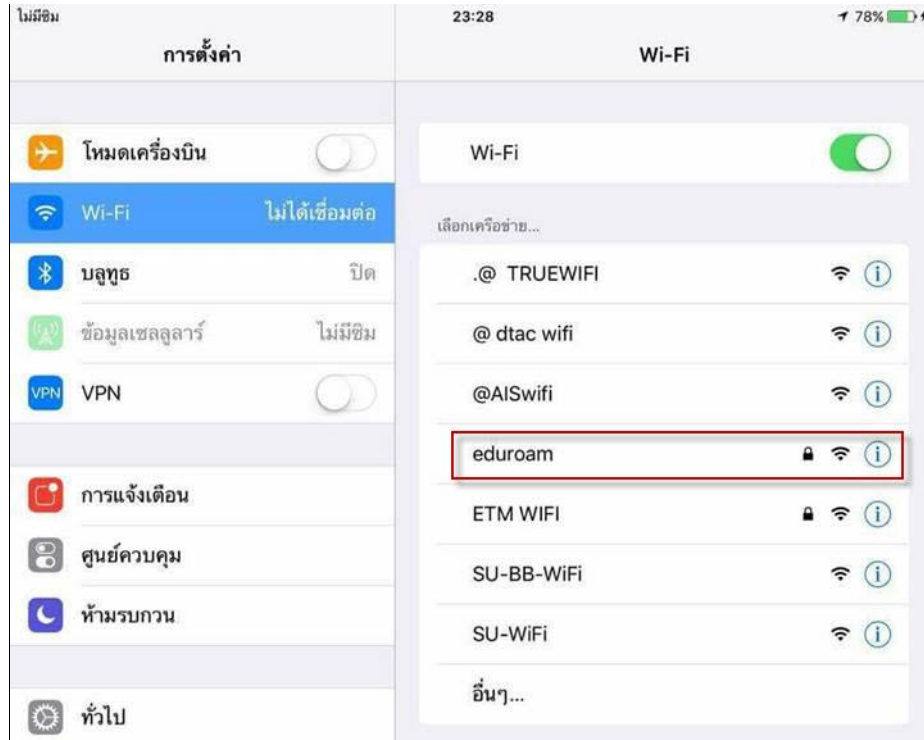 ไม่มีซิม
23:28
78%
การตั้งค่า
Wi-Fi
โหมดเครื่องบิน
Wi-Fi
ไม่ได้เชื่อมต่อ
บลูทูธ
ปิด
ข้อมูลเซลลูลาร์
ไม่มีซิม
VPN
VPN
การแจ้งเตือน
ศูนย์ควบคุม
ห้ามรบกวน
ทั่วไป
Wi-Fi
เลือกเครือข่าย...
.@ TRUEWIFI
@ dtac wifi
@AISwifi
eduroam
ETM WIFI
SU-BB-WiFi
SU-WiFi
อื่นๆ...